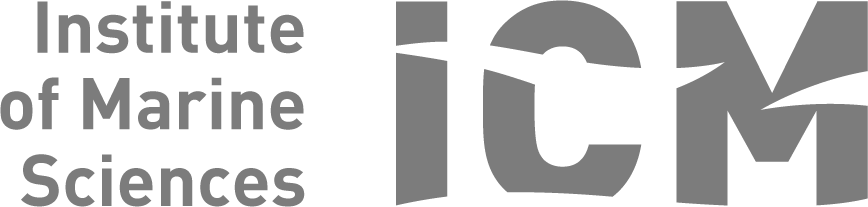 Institute
of Marine
Sciences
iCM